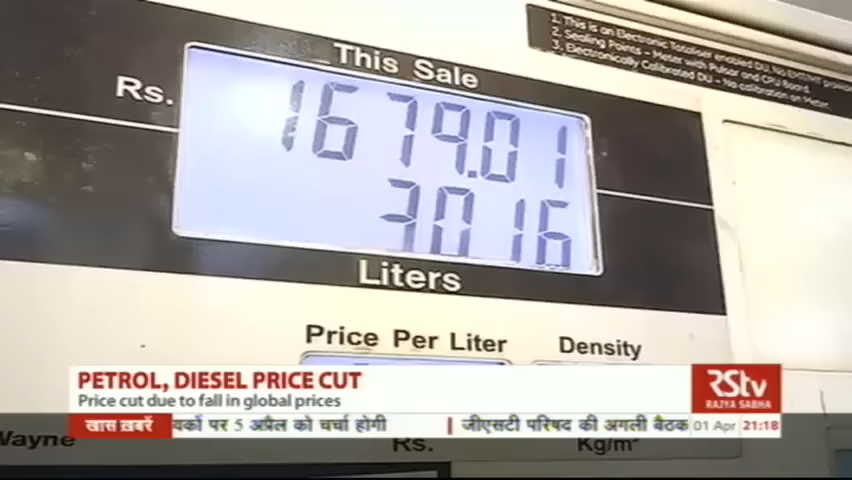 1. This is an Electronic Totaliser enabled DU. No
2. Sealing Points - Meter with Pulsar and CPU Board.
3. Electronically Calibrated DU - No calibration on Meter.
This Sale
Rs. 1679.01
30.16
Liters
Price Per Liter Density
PETROL, DIESEL PRICE CUT
Price cut due to fall in global prices
RStv
RAJYA SABHA
खास ख़बरें यकों पर 5 अप्रैल को चर्चा होगी | जीएसटी परिषद की अगली बैठक 01 Apr 21:18
Wayne Rs. Kg/m³